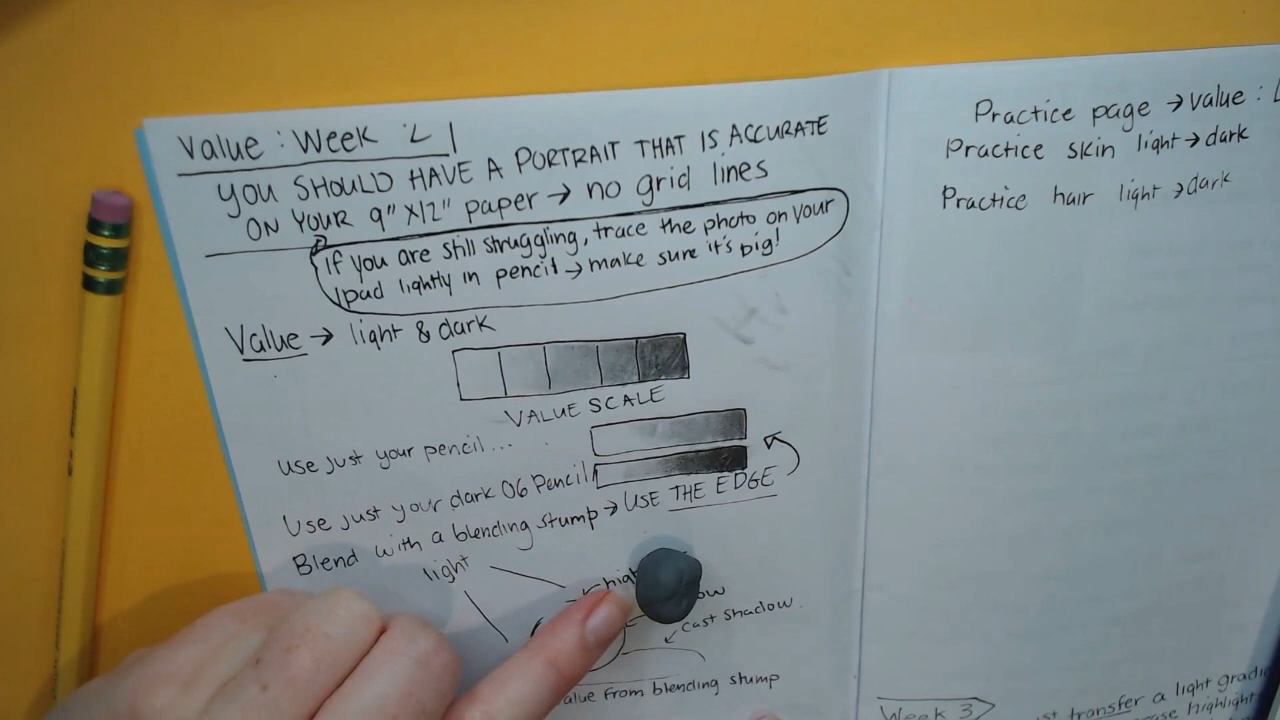 Value: Week 1
YOU SHOULD HAVE A PORTRAIT THAT IS ACCURATE
ON YOUR 9" X12" paper → no grid lines
If you are still struggling, trace the photo on your
Ipad lightly in pencil → make sure it's big!
Value → light & dark
VALUE SCALE
Use just your pencil...
Use just your dark 06 Pencil
Blend with a blending stump → USE THE EDGE
light
cast shadow
value from blending stump
Practice page → value:
Practice skin light → dark
Practice hair light → dark
Week 3
transfer a light
highlight